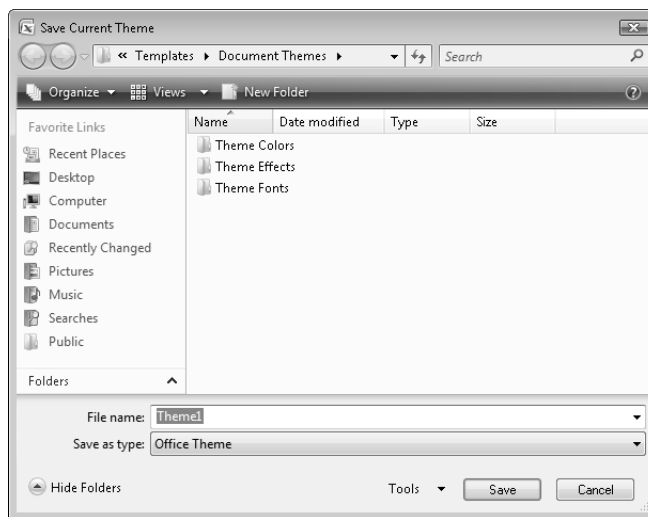 Save Current Theme
« Templates Document Themes Search
Organize Views New Folder
Favorite Links Name Date modified Type Size
Recent Places Theme Colors
Desktop Theme Effects
Computer Theme Fonts
Documents
Recently Changed
Pictures
Music
Searches
Public
Folders
File name: Theme1
Save as type: Office Theme
Hide Folders Tools Save Cancel